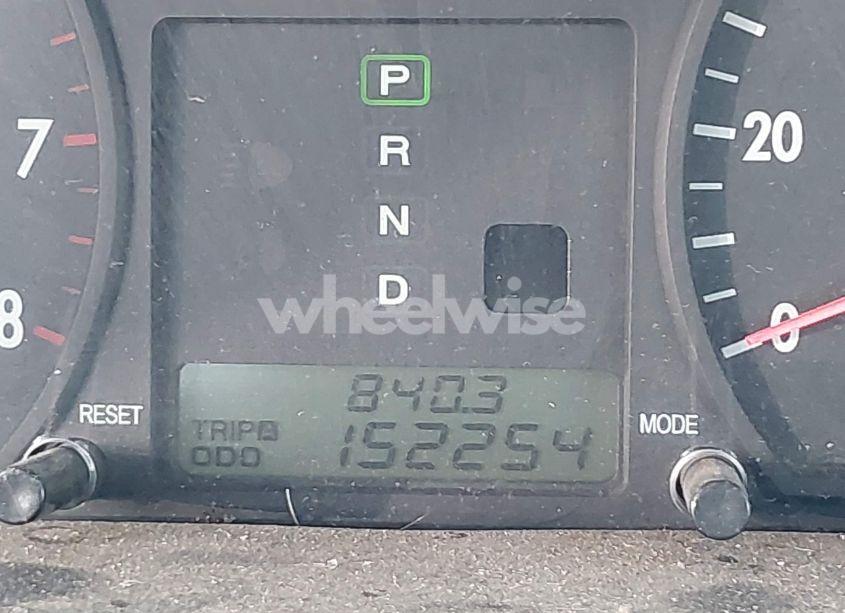 P
R
7
20
N
D
wheelwise
8
0
840.3
RESET
TRIP
MODE
ODO
152254